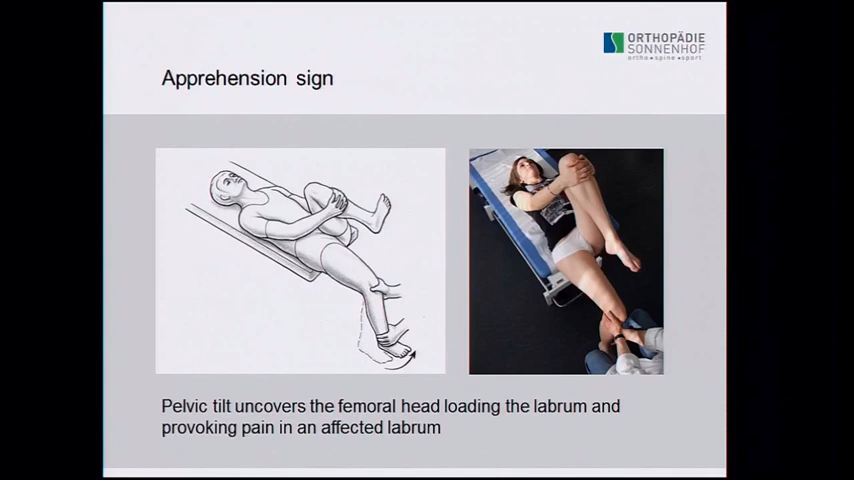 ORTHOPÄDIE
SONNENHOF
ortho • spine • sport
Apprehension sign
Pelvic tilt uncovers the femoral head loading the labrum and
provoking pain in an affected labrum